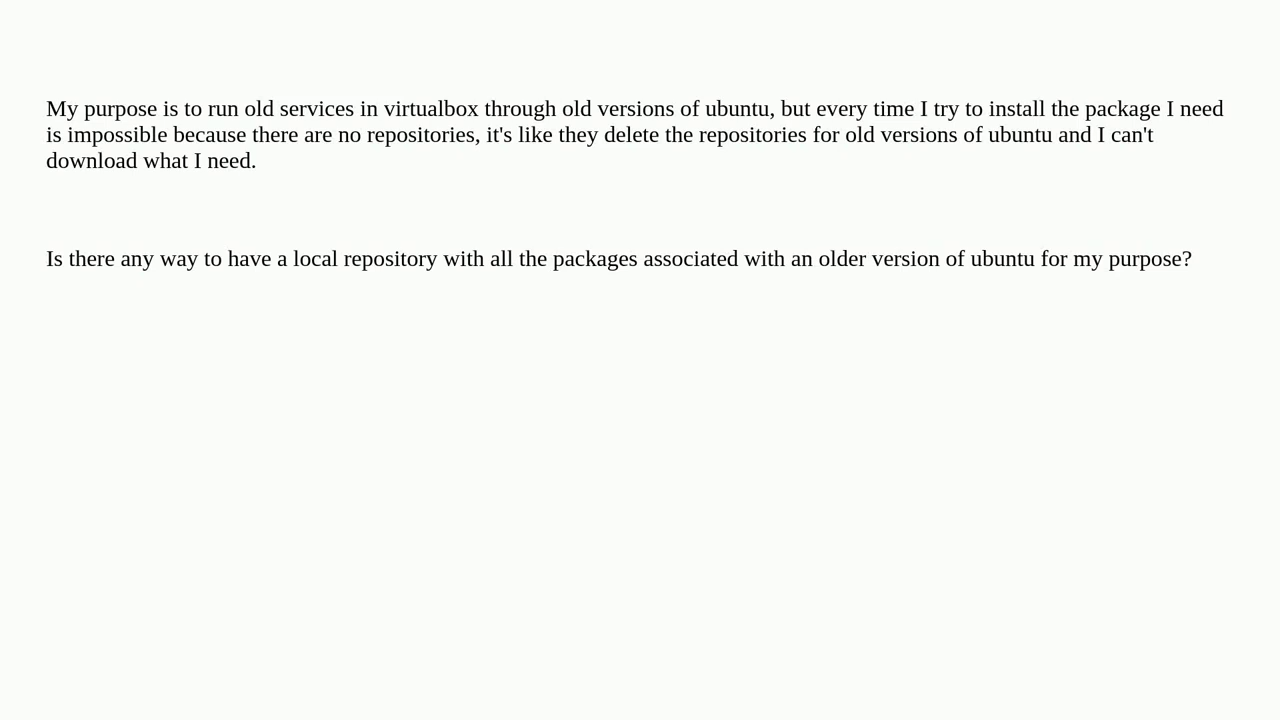 My purpose is to run old services in virtualbox through old versions of ubuntu, but every time I try to install the package I need
is impossible because there are no repositories, it's like they delete the repositories for old versions of ubuntu and I can't
download what I need.
Is there any way to have a local repository with all the packages associated with an older version of ubuntu for my purpose?